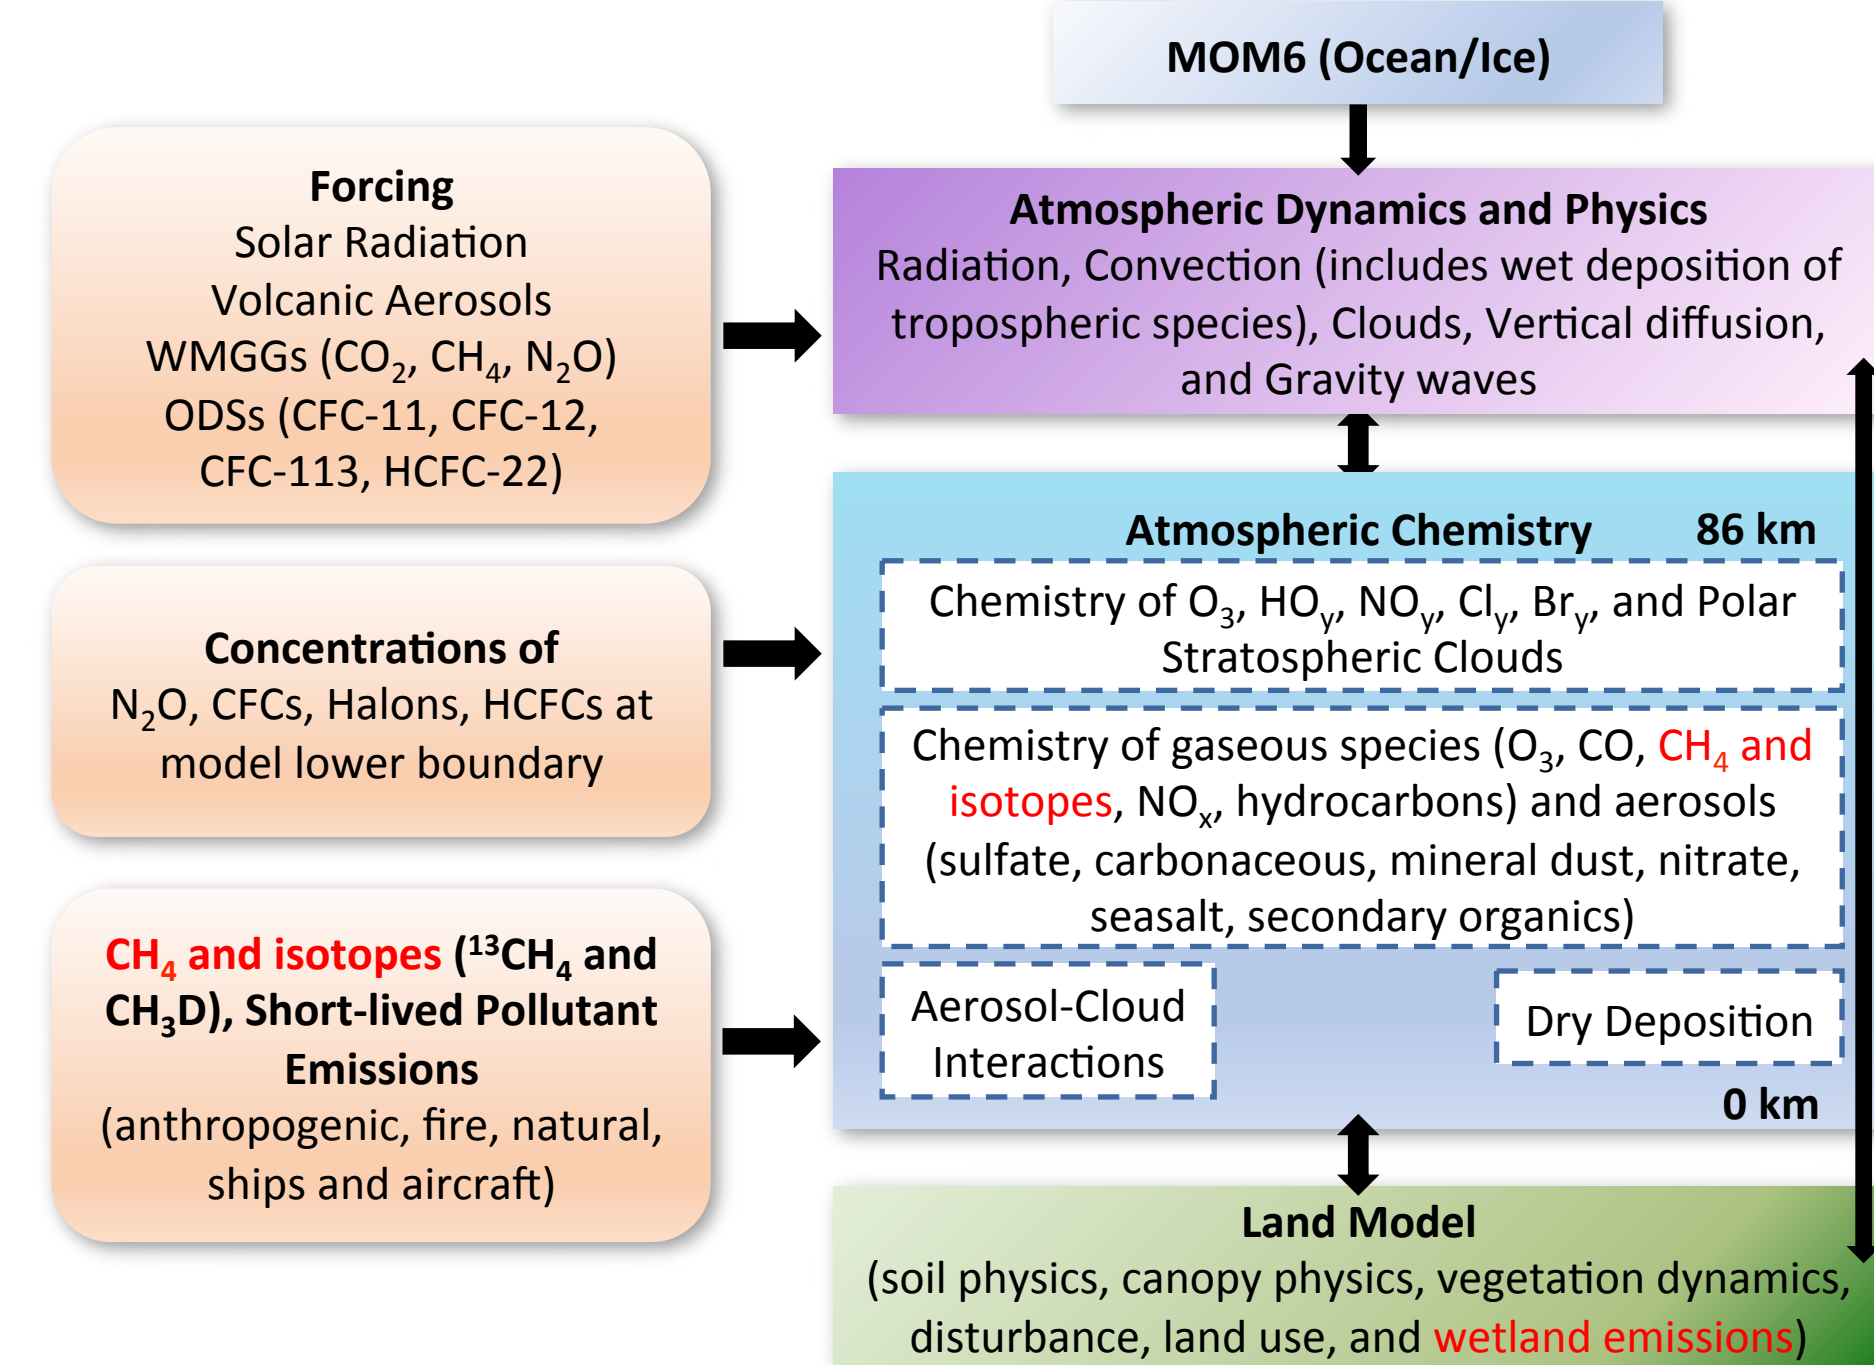 MOM6 (Ocean/Ice)
Forcing
Solar Radiation
Volcanic Aerosols
WMGGs (CO₂, CH₄, N₂O)
ODSs (CFC-11, CFC-12,
CFC-113, HCFC-22)
Atmospheric Dynamics and Physics
Radiation, Convection (includes wet deposition of
tropospheric species), Clouds, Vertical diffusion,
and Gravity waves
Concentrations of
N₂O, CFCs, Halons, HCFCs at
model lower boundary
Atmospheric Chemistry 86 km
Chemistry of O₃, HOᵧ, NOᵧ, Clᵧ, Brᵧ, and Polar
Stratospheric Clouds
Chemistry of gaseous species (O₃, CO, CH₄ and
isotopes, NOₓ, hydrocarbons) and aerosols
(sulfate, carbonaceous, mineral dust, nitrate,
seasalt, secondary organics)
CH₄ and isotopes (¹³CH₄ and
CH₃D), Short-lived Pollutant
Emissions
(anthropogenic, fire, natural,
ships and aircraft)
Aerosol-Cloud
Interactions
Dry Deposition
0 km
Land Model
(soil physics, canopy physics, vegetation dynamics,
disturbance, land use, and wetland emissions)